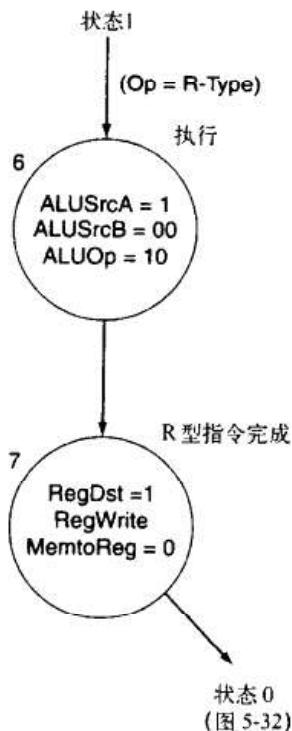 状态1
(Op = R-Type)
执行
6
ALUSrcA = 1
ALUSrcB = 00
ALUOp = 10
R 型指令完成
7
RegDst =1
RegWrite
MemtoReg = 0
状态 0
(图 5-32)